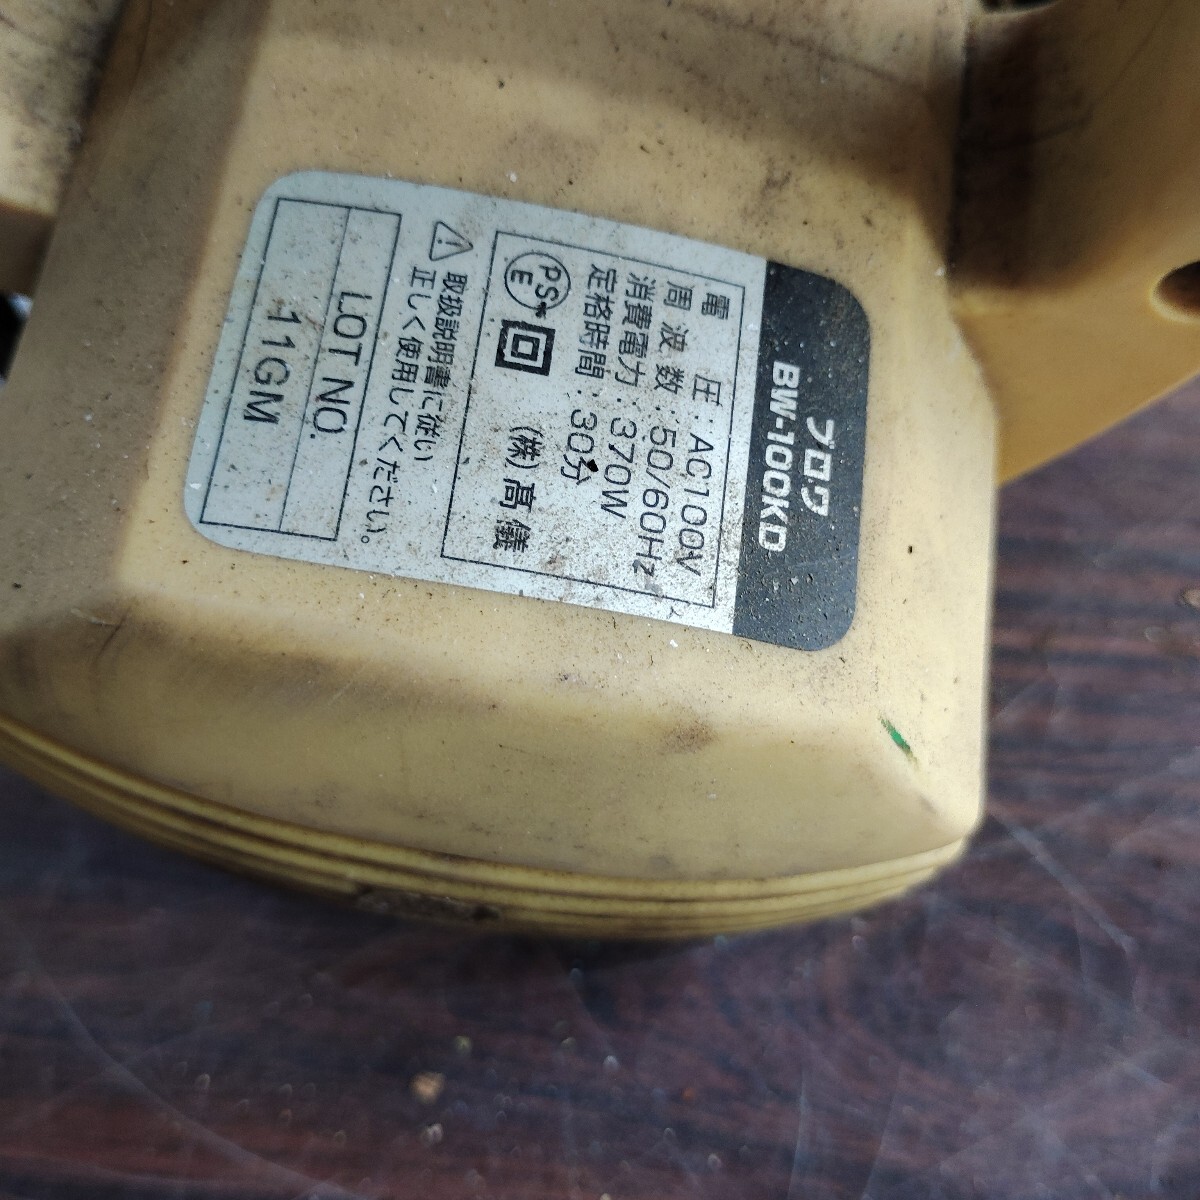 ブロワ
BW-100KD
電圧:AC100V
周波数:50/60Hz
消費電力:370W
定格時間:30分
PSE
(株)髙儀
取扱説明書に従い
正しく使用してください。
LOT NO.
11GM